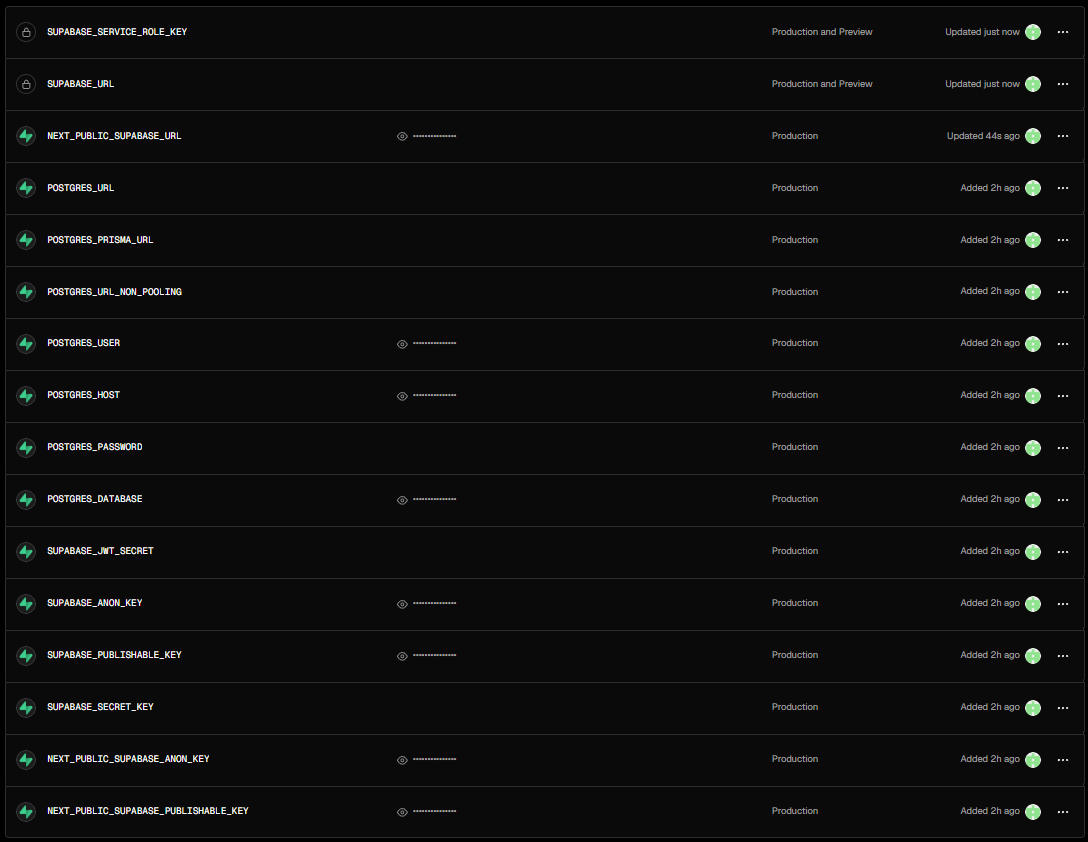 SUPABASE_SERVICE_ROLE_KEY Production and Preview Updated just now
SUPABASE_URL Production and Preview Updated just now
NEXT_PUBLIC_SUPABASE_URL •••••••••••••• Production Updated 44s ago
POSTGRES_URL Production Added 2h ago
POSTGRES_PRISMA_URL Production Added 2h ago
POSTGRES_URL_NON_POOLING Production Added 2h ago
POSTGRES_USER •••••••••••••• Production Added 2h ago
POSTGRES_HOST •••••••••••••• Production Added 2h ago
POSTGRES_PASSWORD Production Added 2h ago
POSTGRES_DATABASE •••••••••••••• Production Added 2h ago
SUPABASE_JWT_SECRET Production Added 2h ago
SUPABASE_ANON_KEY •••••••••••••• Production Added 2h ago
SUPABASE_PUBLISHABLE_KEY •••••••••••••• Production Added 2h ago
SUPABASE_SECRET_KEY Production Added 2h ago
NEXT_PUBLIC_SUPABASE_ANON_KEY •••••••••••••• Production Added 2h ago
NEXT_PUBLIC_SUPABASE_PUBLISHABLE_KEY •••••••••••••• Production Added 2h ago